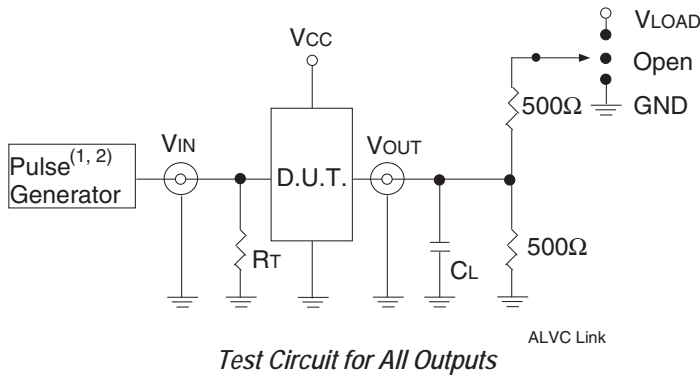 VLOAD
VCC
Open
500Ω
GND
VIN
VOUT
Pulse(1, 2)
Generator
D.U.T.
RT
CL
500Ω
ALVC Link
Test Circuit for All Outputs